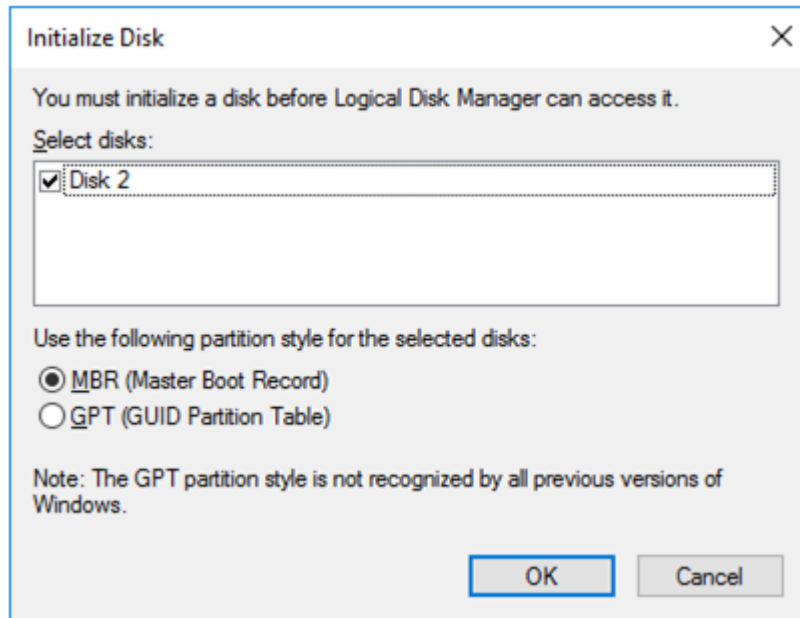 Initialize Disk
You must initialize a disk before Logical Disk Manager can access it.
Select disks:
Disk 2
Use the following partition style for the selected disks:
MBR (Master Boot Record)
GPT (GUID Partition Table)
Note: The GPT partition style is not recognized by all previous versions of
Windows.
OK Cancel